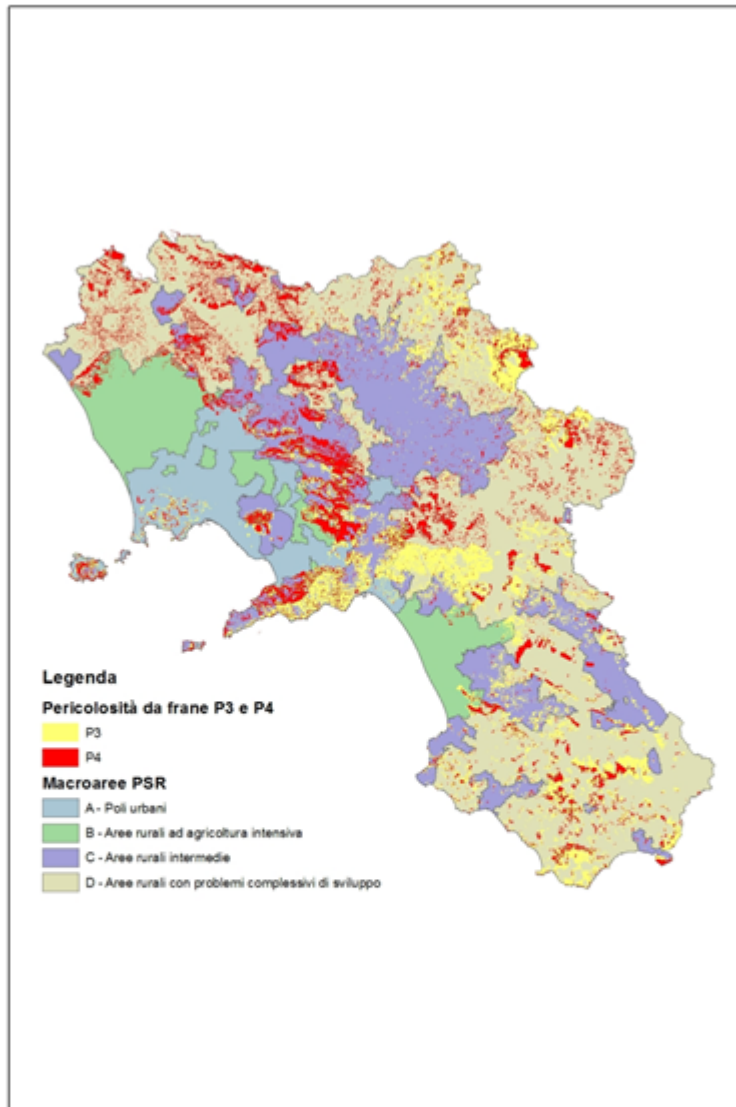 Legenda
Pericolosità da frane P3 e P4
P3
P4
Macroaree PSR
A - Poli urbani
B - Aree rurali ad agricoltura intensiva
C - Aree rurali intermedie
D - Aree rurali con problemi complessivi di sviluppo